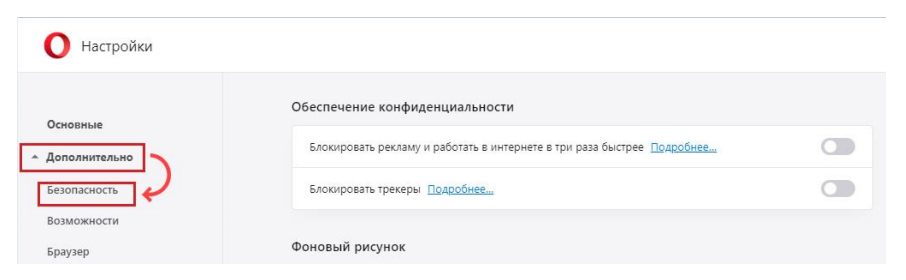 Настройки
Основные
Дополнительно
Безопасность
Возможности
Браузер
Обеспечение конфиденциальности
Блокировать рекламу и работать в интернете в три раза быстрее Подробнее...
Блокировать трекеры Подробнее...
Фоновый рисунок